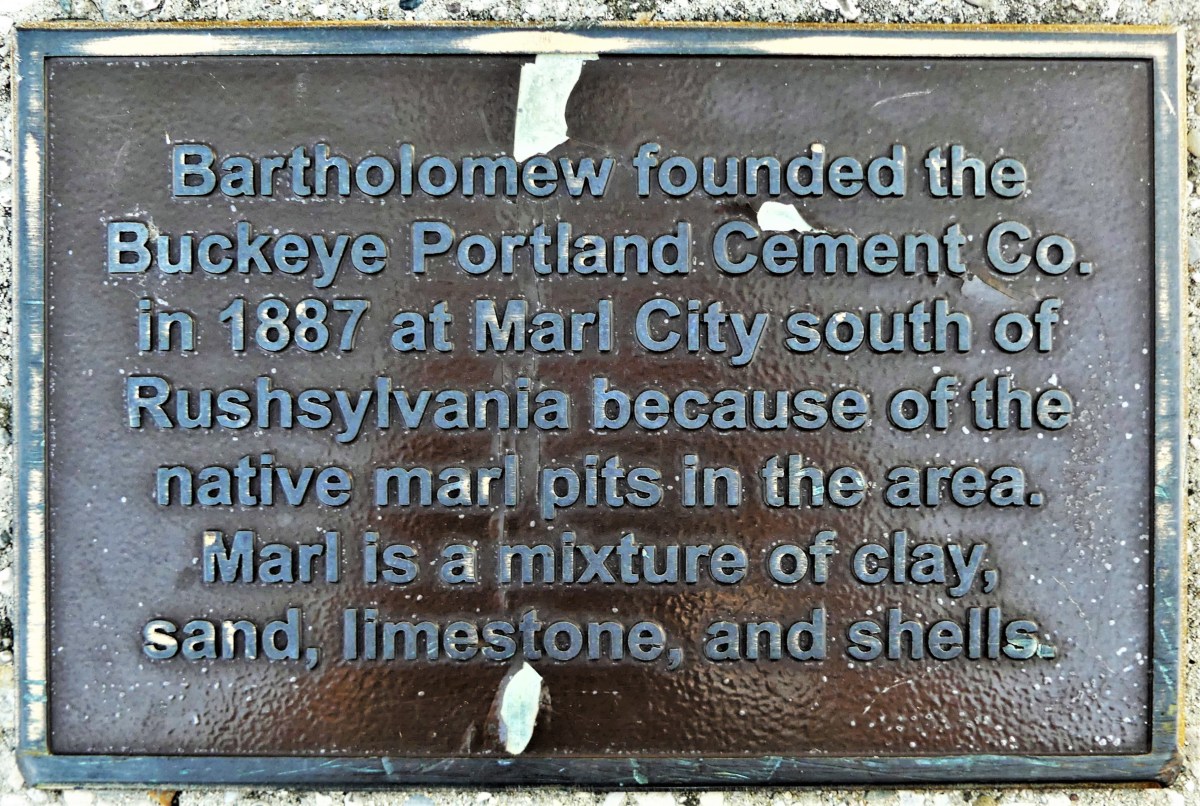 Bartholomew founded the
Buckeye Portland Cement Co.
in 1887 at Marl City south of
Rushsylvania because of the
native marl pits in the area.
Marl is a mixture of clay,
sand, limestone, and shells.